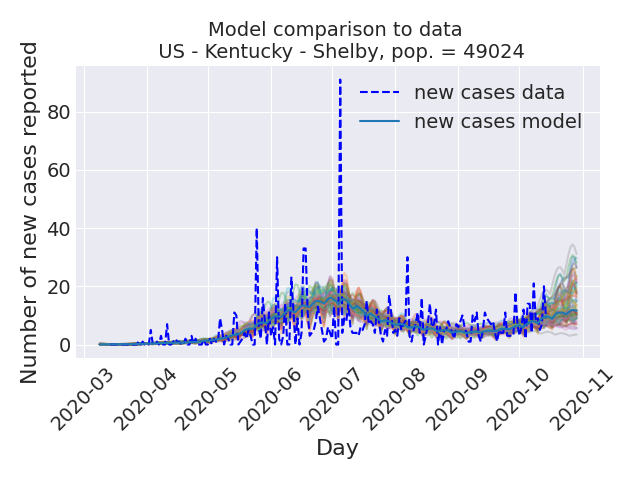 Model comparison to data
US - Kentucky - Shelby, pop. = 49024
Number of new cases reported
80
60
40
20
0
new cases data
new cases model
2020-03
2020-04
2020-05
2020-06
2020-07
2020-08
2020-09
2020-10
2020-11
Day